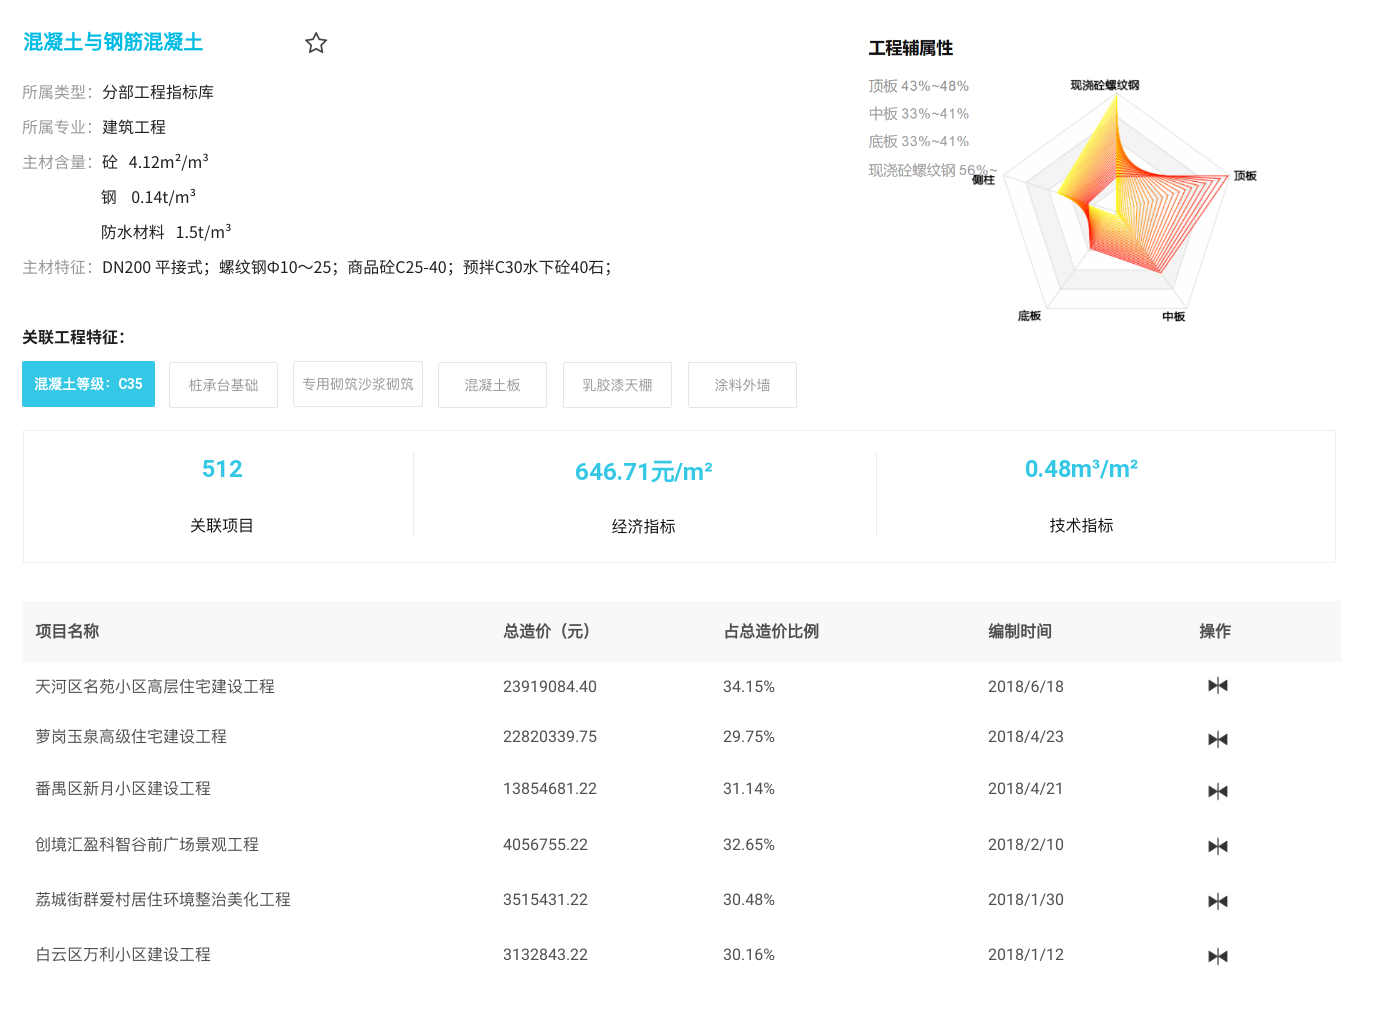 混凝土与钢筋混凝土
所属类型：分部工程指标库
所属专业：建筑工程
主材含量：砼 4.12m²/m³
钢 0.14t/m³
防水材料 1.5t/m³
主材特征：DN200 平接式；螺纹钢Φ10～25；商品砼C25-40；预拌C30水下砼40石；
工程辅属性
顶板 43%~48%
中板 33%~41%
底板 33%~41%
现浇砼螺纹钢 56%~
现浇砼螺纹钢
侧柱
顶板
底板
中板
关联工程特征：
混凝土等级：C35
桩承台基础
专用砌筑沙浆砌筑
混凝土板
乳胶漆天棚
涂料外墙
512
646.71元/m²
0.48m³/m²
关联项目
经济指标
技术指标
项目名称 总造价（元） 占总造价比例 编制时间 操作
天河区名苑小区高层住宅建设工程 23919084.40 34.15% 2018/6/18
萝岗玉泉高级住宅建设工程 22820339.75 29.75% 2018/4/23
番禺区新月小区建设工程 13854681.22 31.14% 2018/4/21
创境汇盈科智谷前广场景观工程 4056755.22 32.65% 2018/2/10
荔城街群爱村居住环境整治美化工程 3515431.22 30.48% 2018/1/30
白云区万利小区建设工程 3132843.22 30.16% 2018/1/12